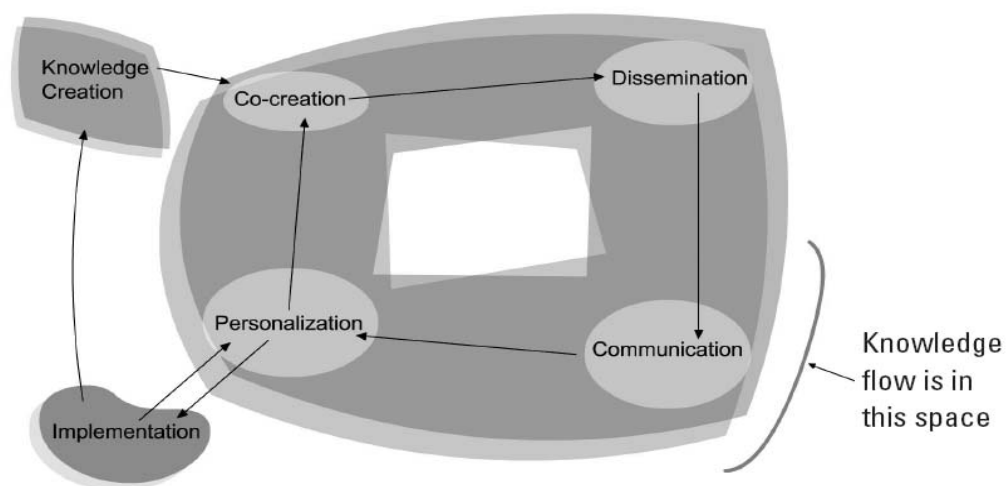 Knowledge
Creation
Co-creation
Dissemination
Personalization
Communication
Implementation
Knowledge
flow is in
this space